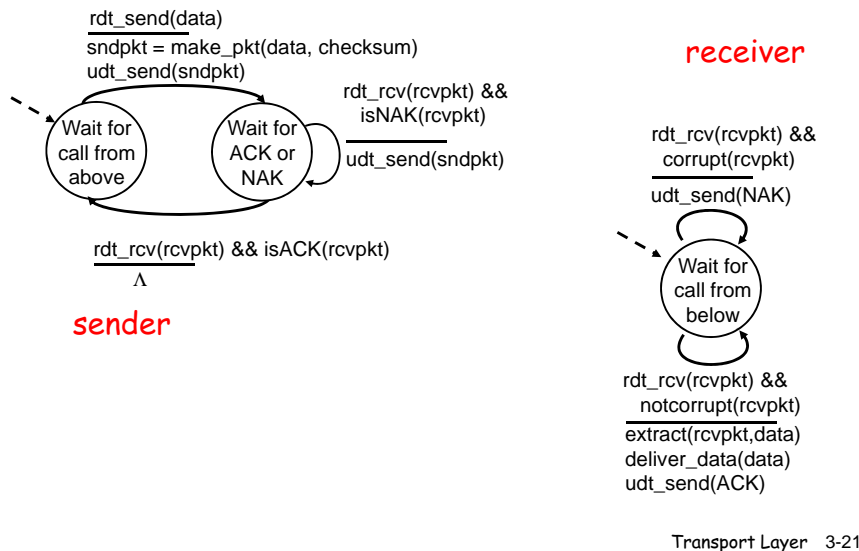 rdt_send(data)
sndpkt = make_pkt(data, checksum)
udt_send(sndpkt)
Wait for
call from
above
Wait for
ACK or
NAK
rdt_rcv(rcvpkt) &&
isNAK(rcvpkt)
udt_send(sndpkt)
rdt_rcv(rcvpkt) && isACK(rcvpkt)
Λ
sender
receiver
rdt_rcv(rcvpkt) &&
corrupt(rcvpkt)
udt_send(NAK)
Wait for
call from
below
rdt_rcv(rcvpkt) &&
notcorrupt(rcvpkt)
extract(rcvpkt,data)
deliver_data(data)
udt_send(ACK)
Transport Layer 3-21